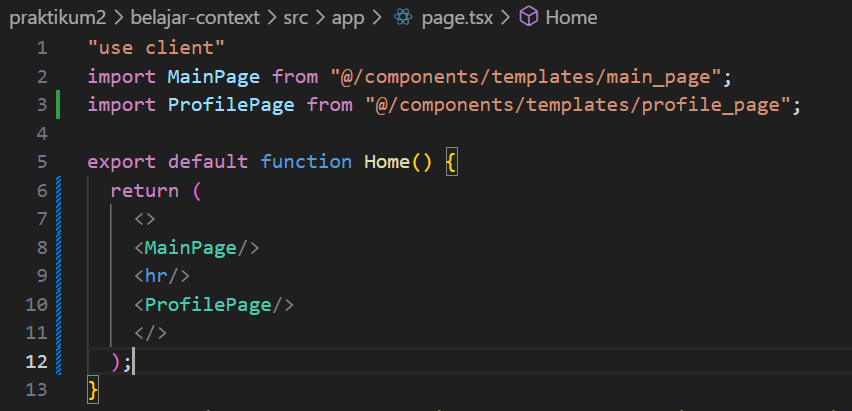 praktikum2 > belajar-context > src > app > page.tsx > Home
1 "use client"
2 import MainPage from "@/components/templates/main_page";
3 import ProfilePage from "@/components/templates/profile_page";
4
5 export default function Home() {
6 return (
7 <>
8 <MainPage/>
9 <hr/>
10 <ProfilePage/>
11 </>
12 );
13 }